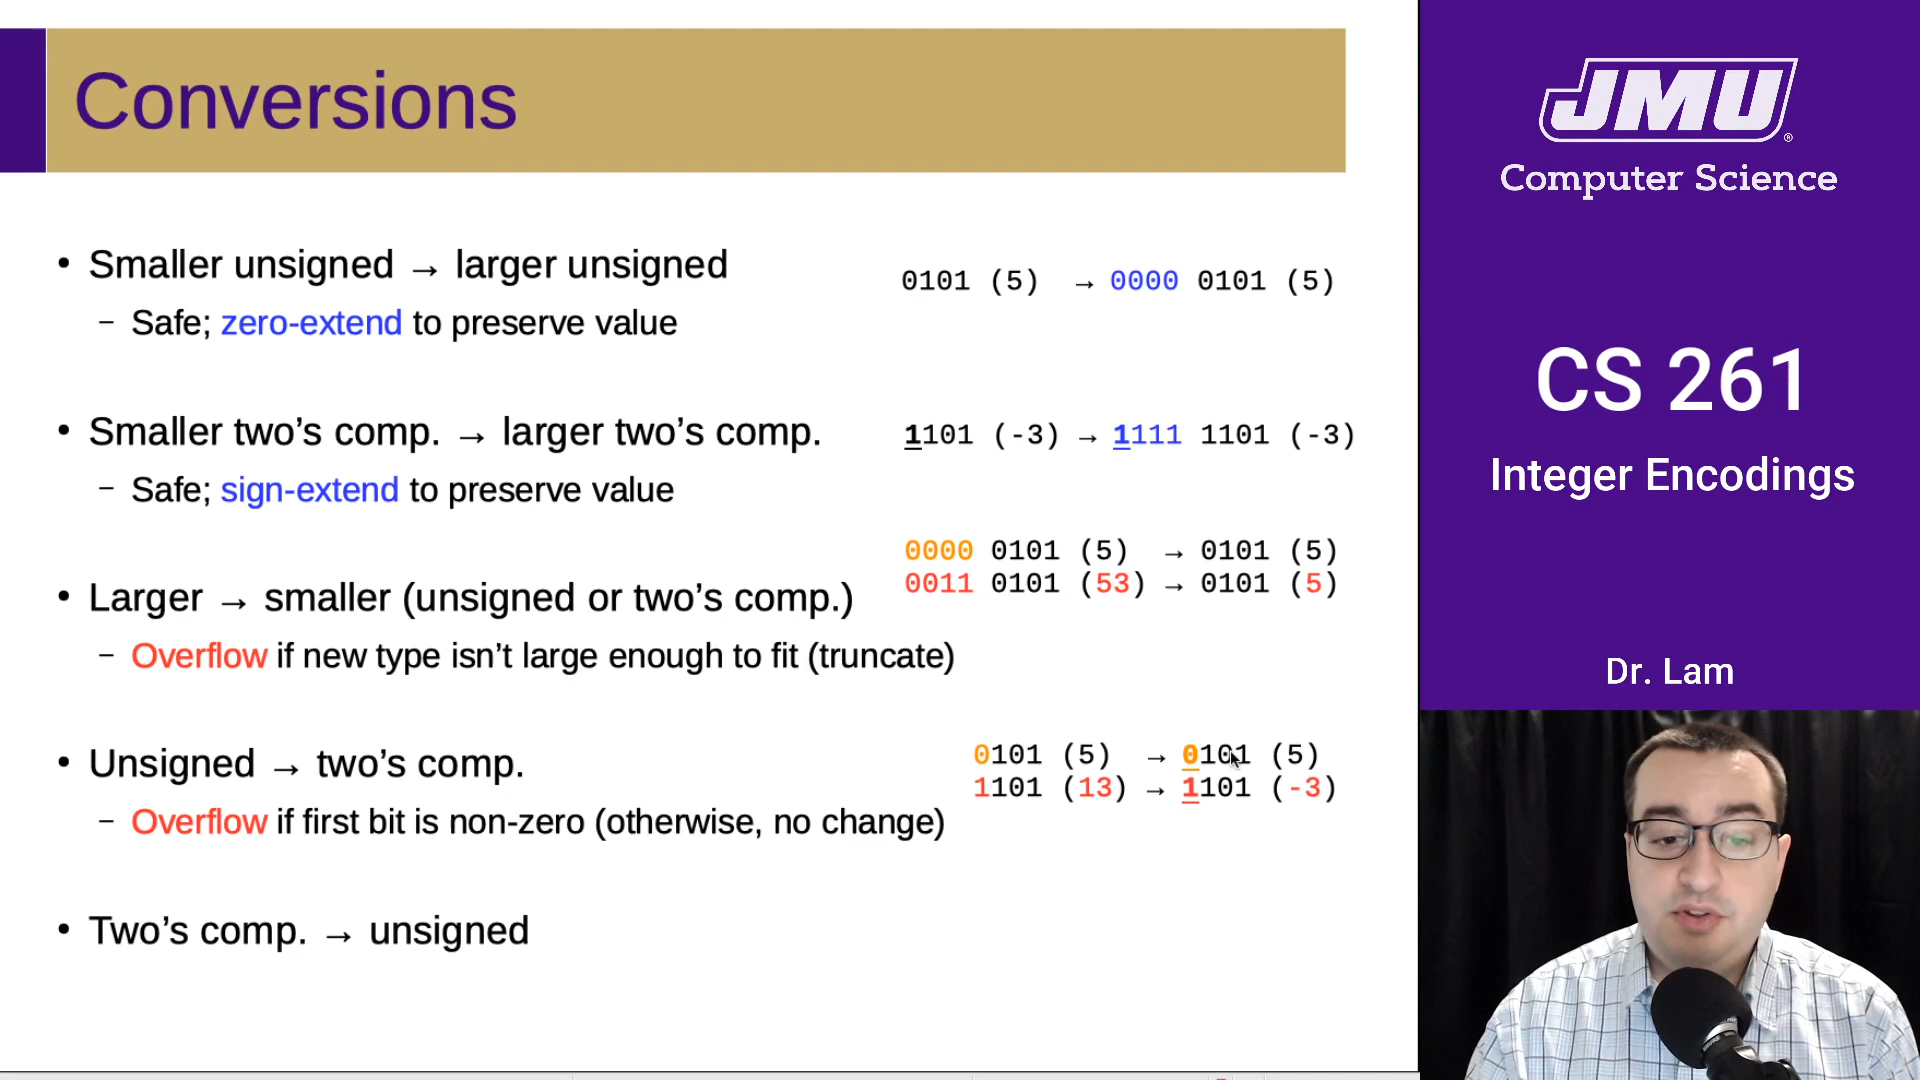 Conversions
• Smaller unsigned → larger unsigned
0101 (5) → 0000 0101 (5)
– Safe; zero-extend to preserve value
• Smaller two’s comp. → larger two’s comp.
1101 (-3) → 1111 1101 (-3)
– Safe; sign-extend to preserve value
0000 0101 (5) → 0101 (5)
0011 0101 (53) → 0101 (5)
• Larger → smaller (unsigned or two’s comp.)
– Overflow if new type isn’t large enough to fit (truncate)
• Unsigned → two’s comp.
0101 (5) → 0101 (5)
1101 (13) → 1101 (-3)
– Overflow if first bit is non-zero (otherwise, no change)
• Two’s comp. → unsigned
JMU®
Computer Science
CS 261
Integer Encodings
Dr. Lam